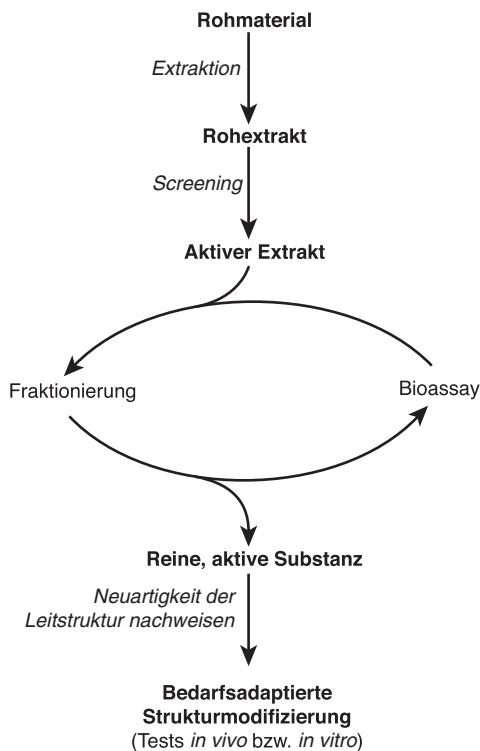 Rohmaterial
Extraktion
Rohextrakt
Screening
Aktiver Extrakt
Fraktionierung
Bioassay
Reine, aktive Substanz
Neuartigkeit der
Leitstruktur nachweisen
Bedarfsadaptierte
Strukturmodifizierung
(Tests in vivo bzw. in vitro)